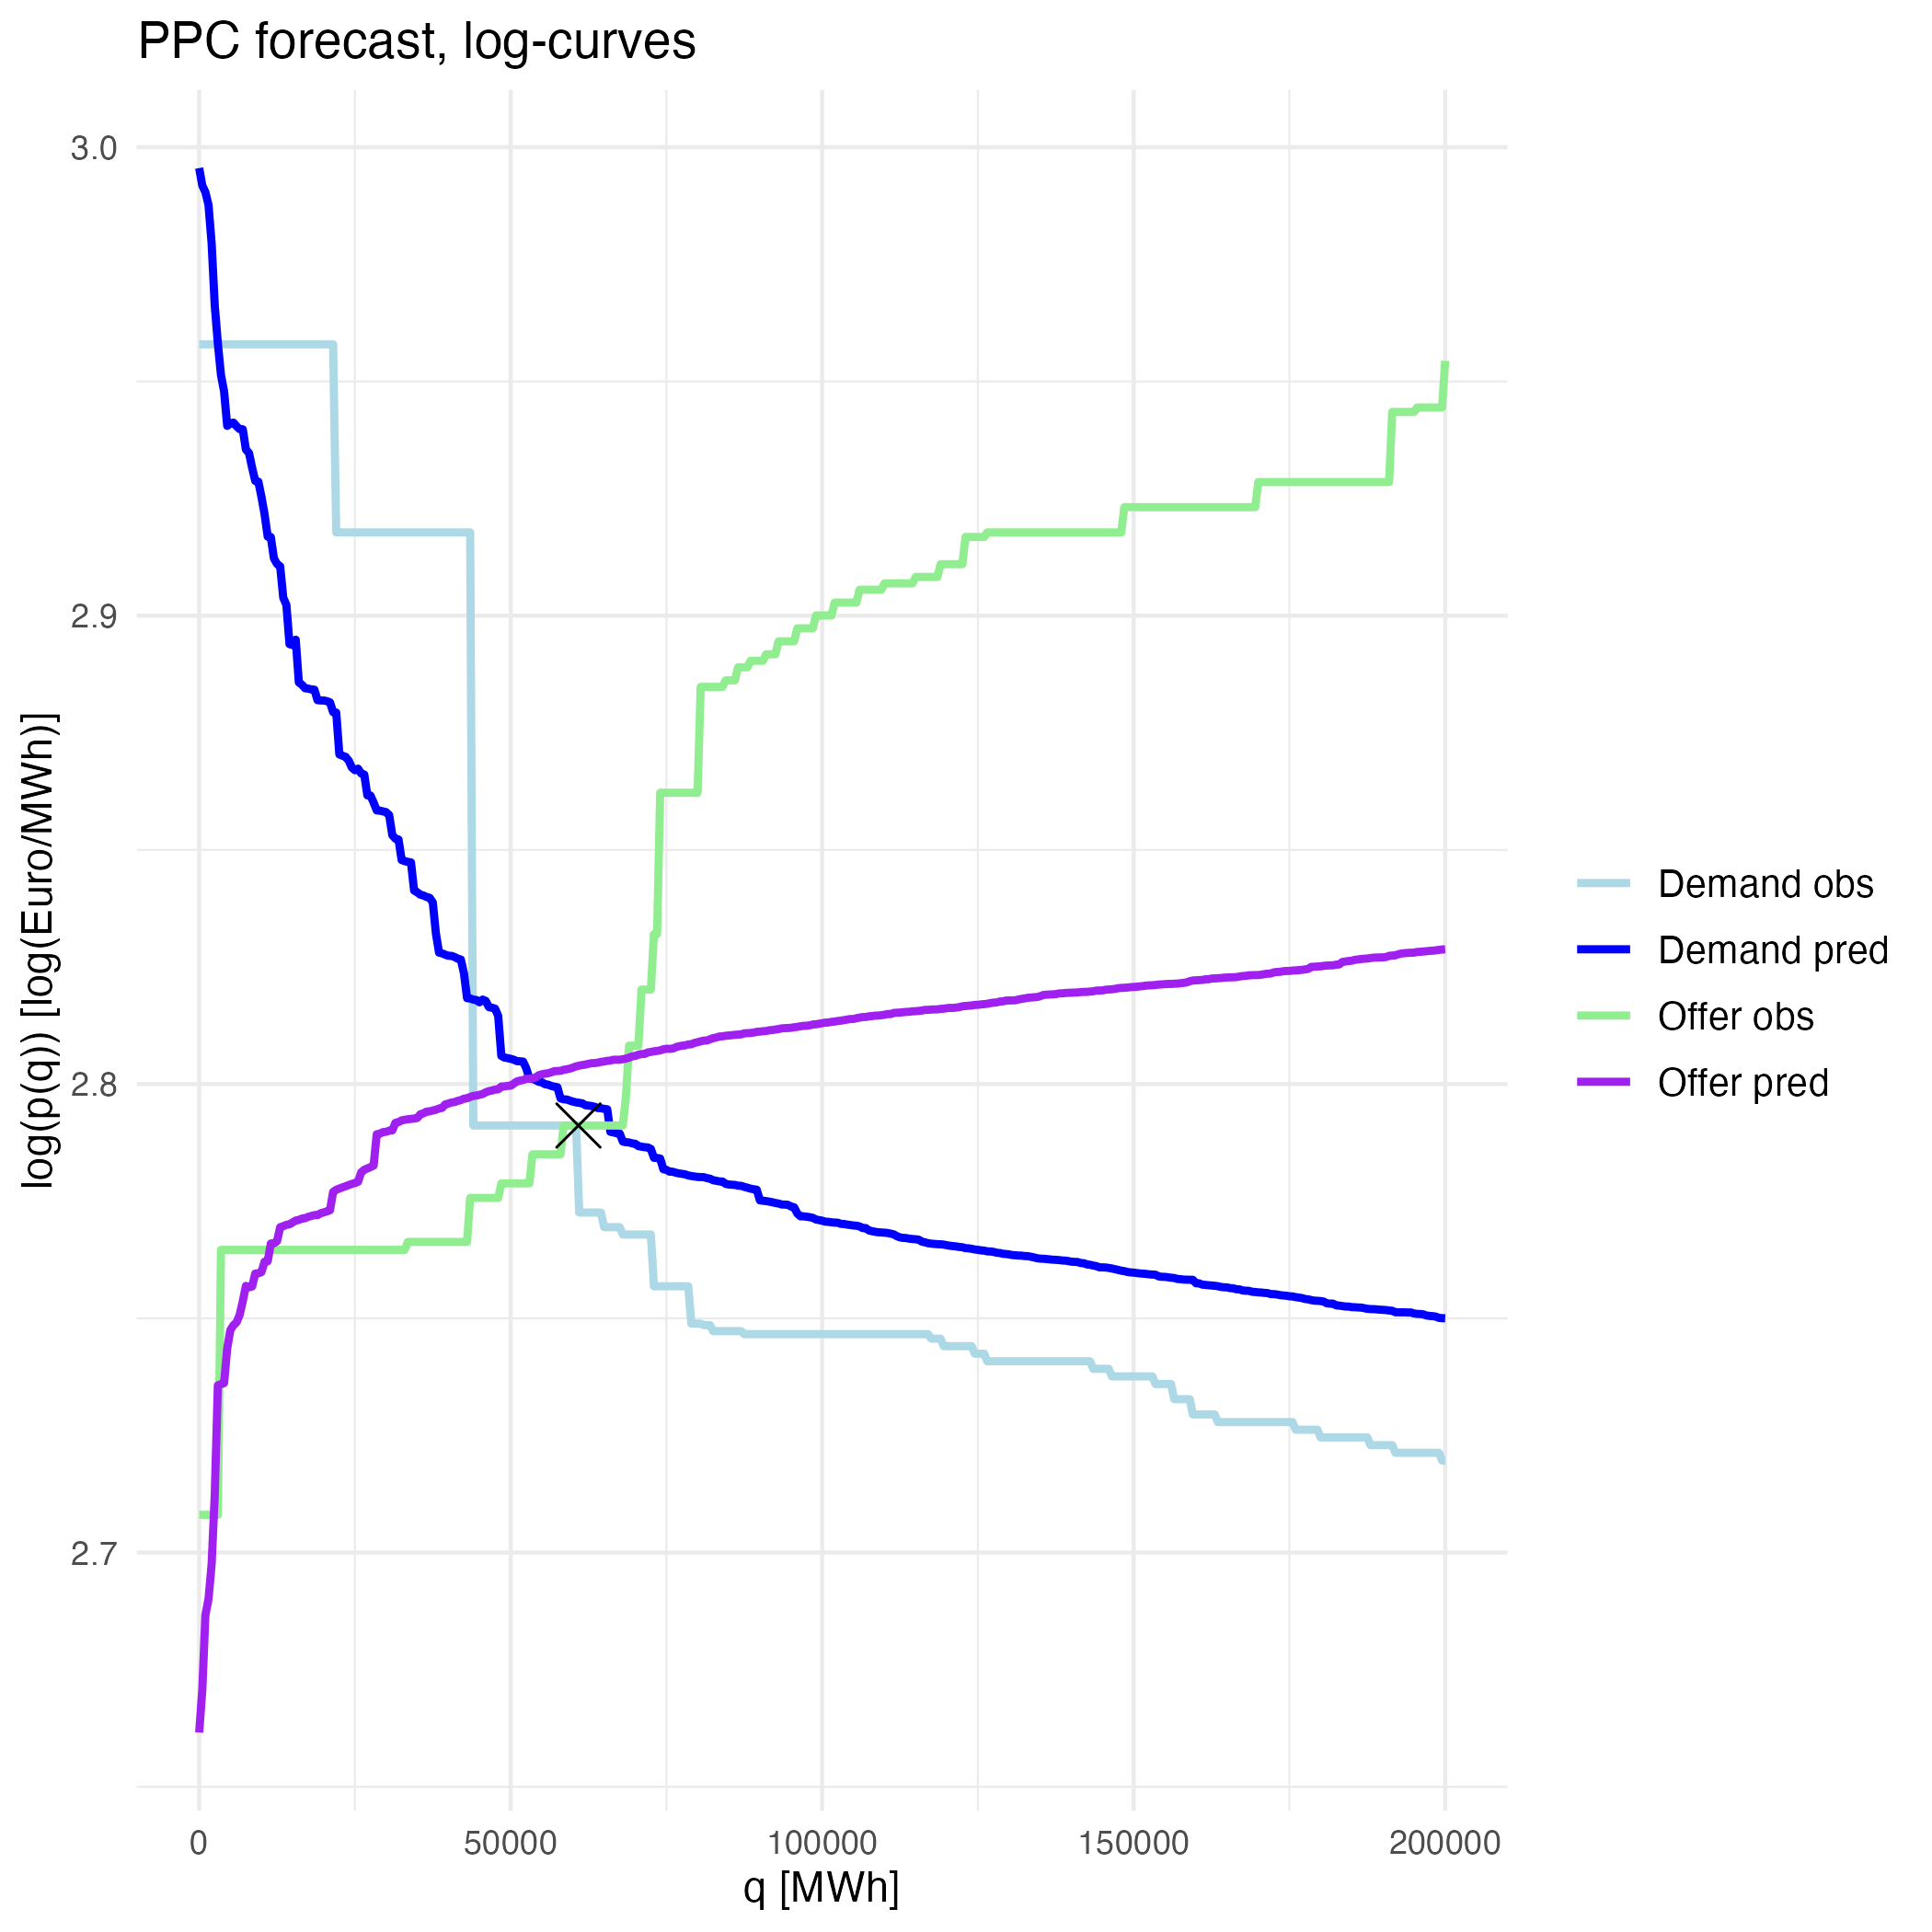 PPC forecast, log-curves
log(p(q)) [log(Euro/MWh)]
3.0
2.9
2.8
2.7
0
50000
100000
150000
200000
q [MWh]
Demand obs
Demand pred
Offer obs
Offer pred